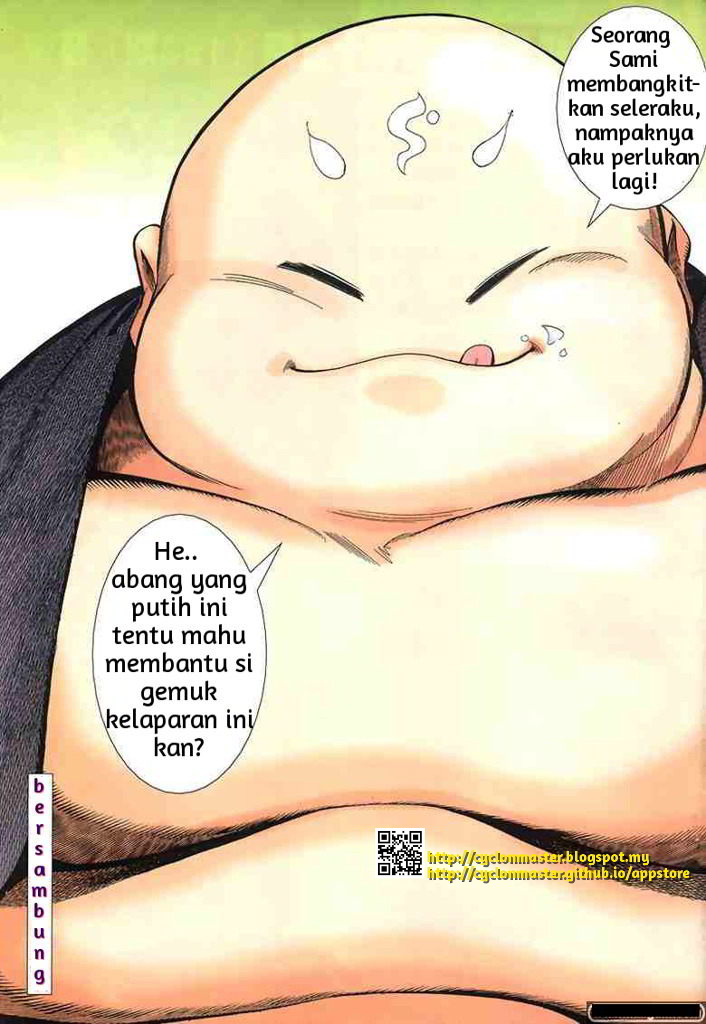 Seorang
Sami
membangkit-
kan seleraku,
nampaknya
aku perlukan
lagi!
He..
abang yang
putih ini
tentu mahu
membantu si
gemuk
kelaparan ini
kan?
bersambung
http://cyclonmaster.blogspot.my
http://cyclonmaster.github.io/appstore